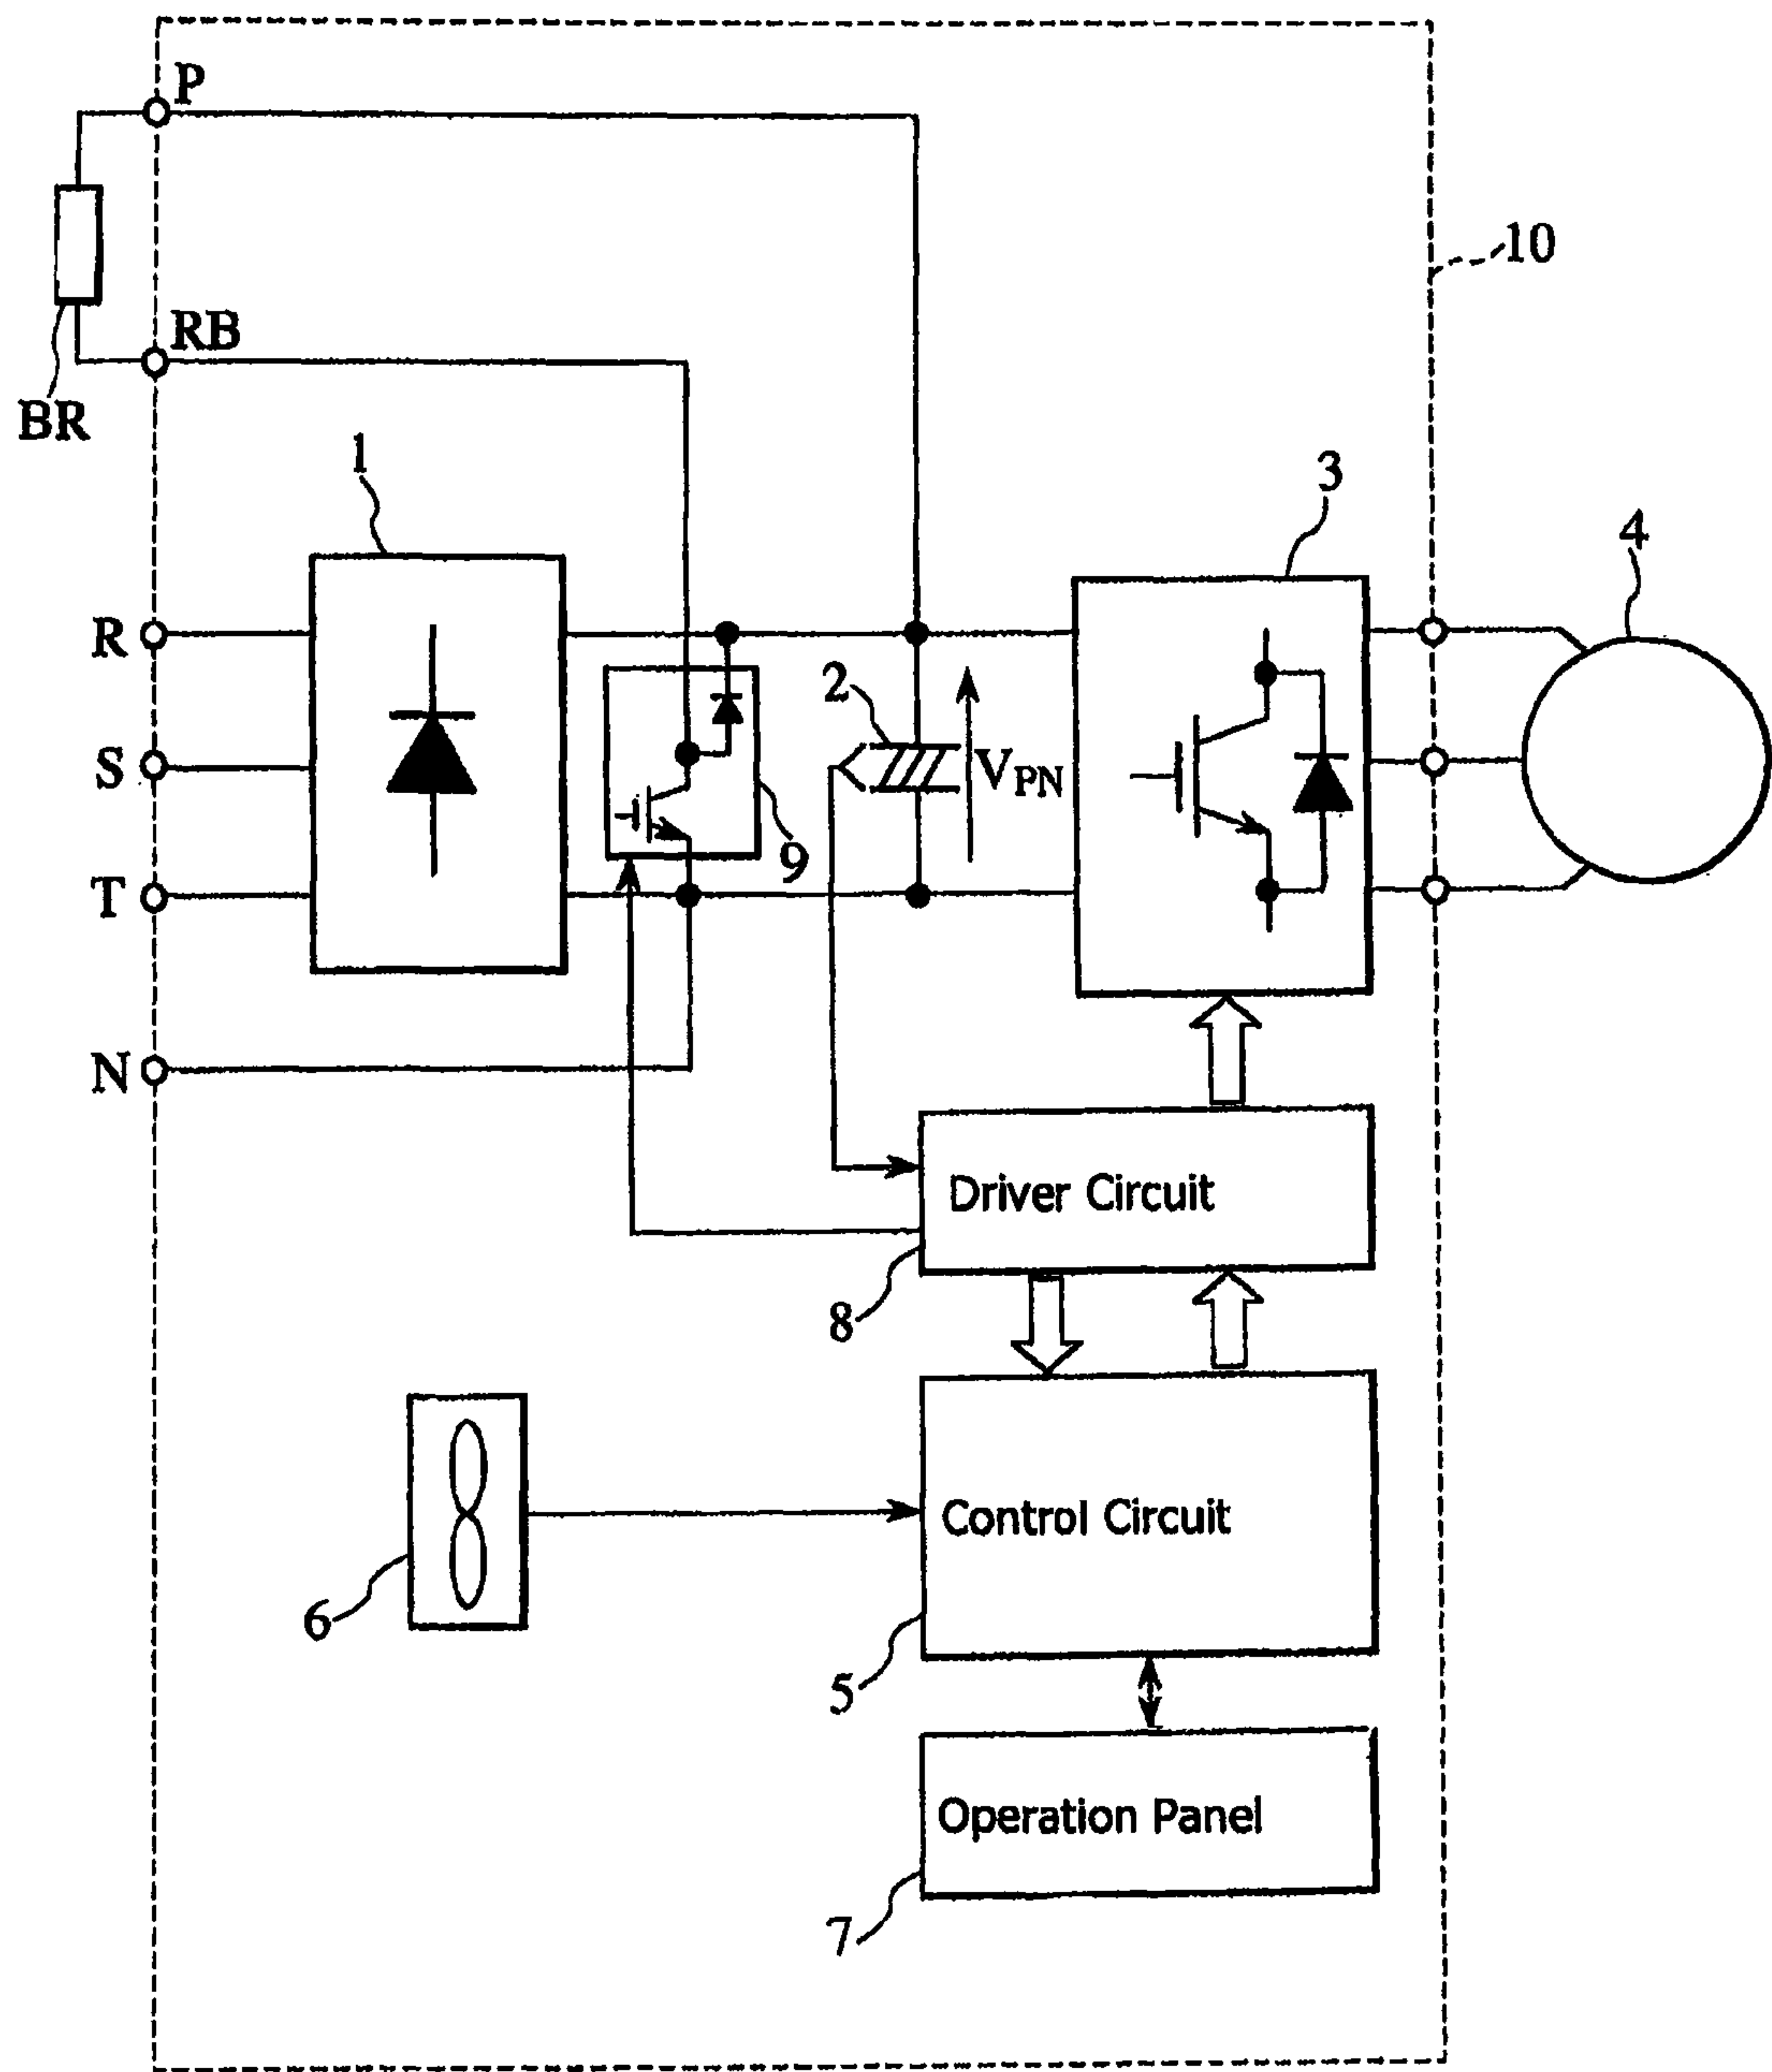 P
10
RB
BR
1
3
4
R
2
S
VPN
9
T
N
Driver Circuit
8
Control Circuit
6
5
Operation Panel
7